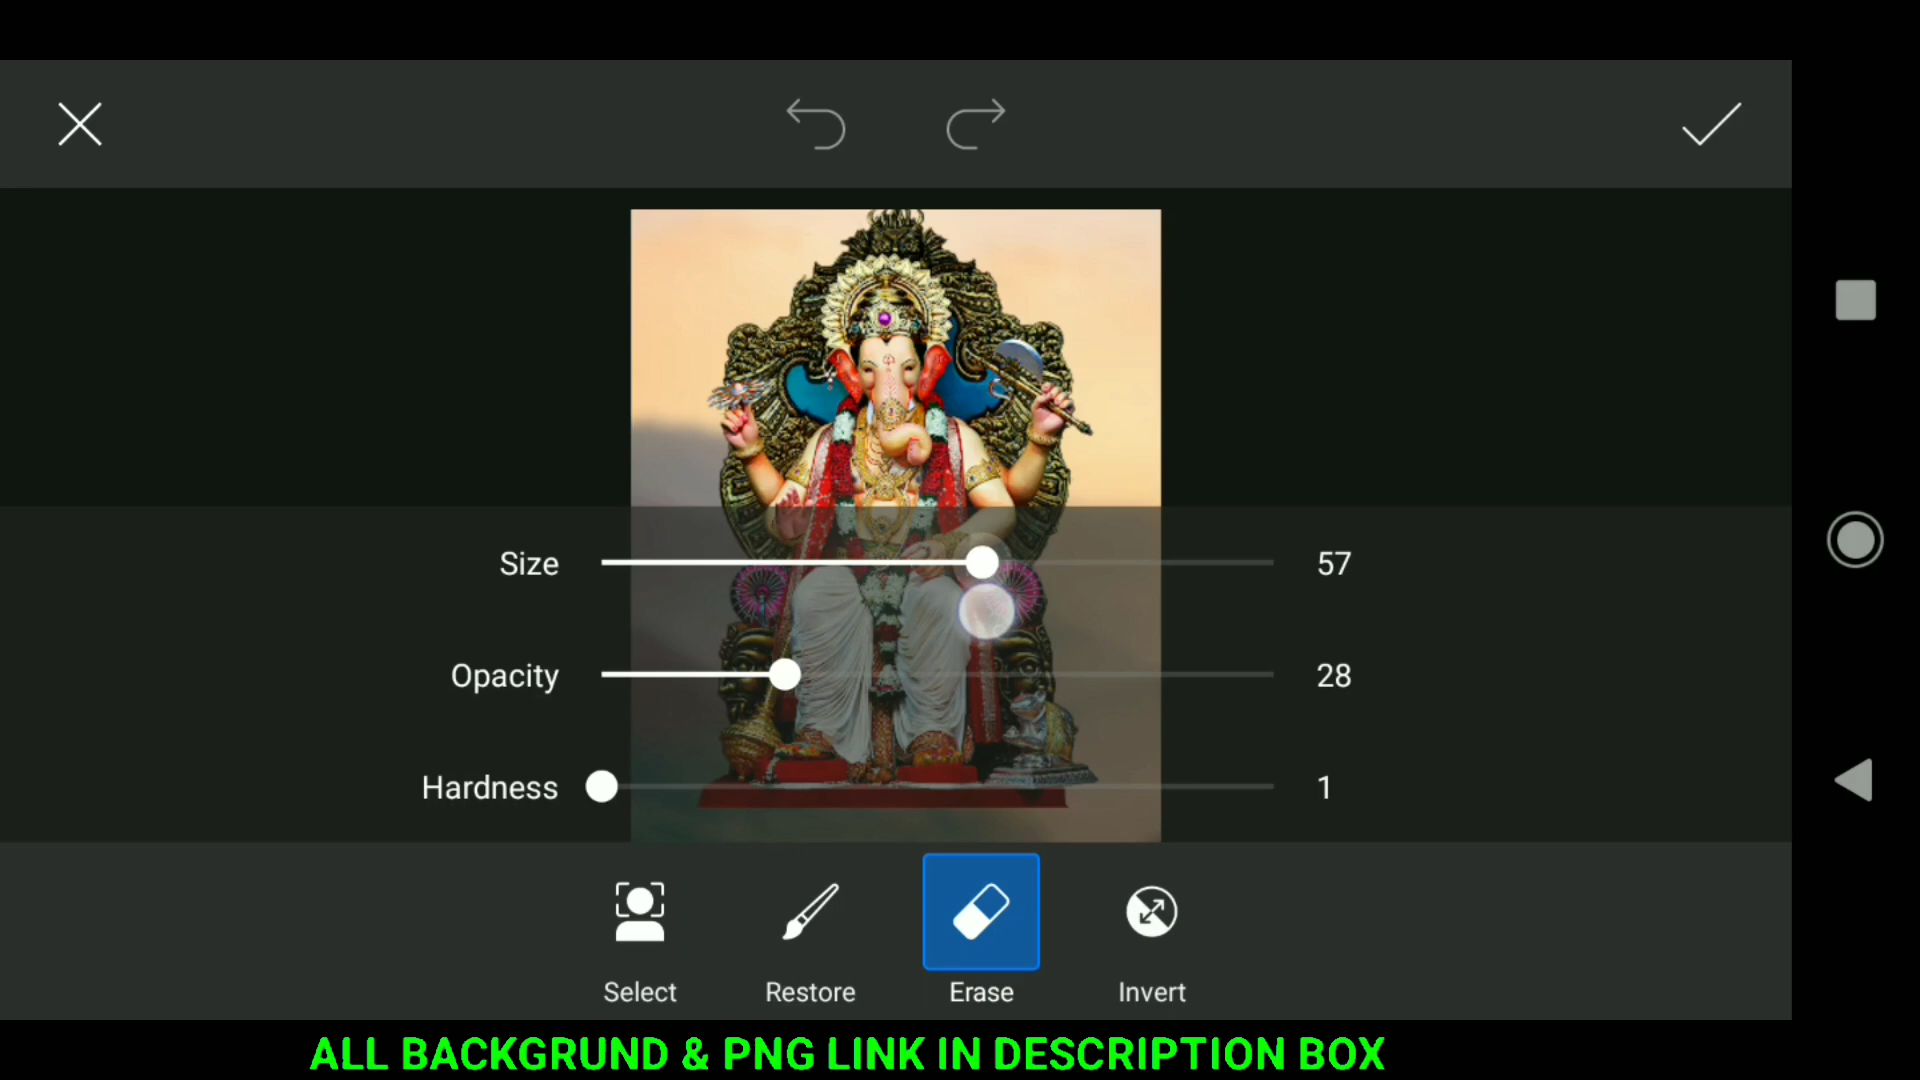 Size 57
Opacity 28
Hardness 1
Select Restore Erase Invert
ALL BACKGRUND & PNG LINK IN DESCRIPTION BOX